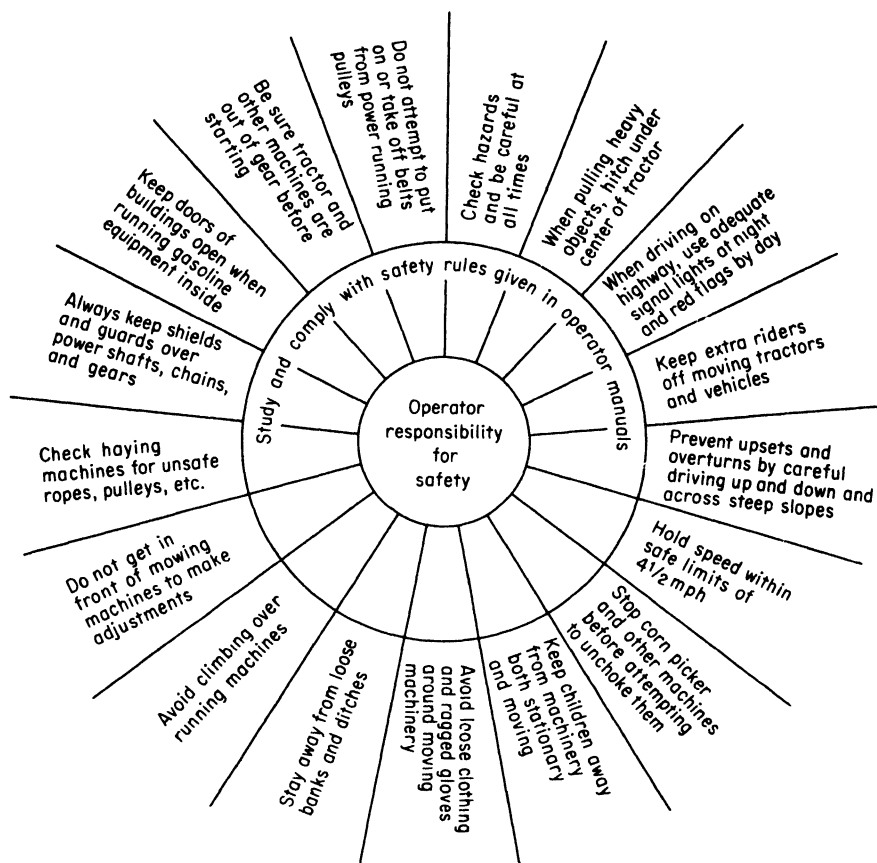 Operator
responsibility
for
safety
Study and comply with safety rules given in operator manuals
Check hazards
and be careful at
all times
When pulling heavy
objects, hitch under
center of tractor
When driving on
highway, use adequate
signal lights at night
and red flags by day
Keep extra riders
off moving tractors
and vehicles
Prevent upsets and
overturns by careful
driving up and down and
across steep slopes
Hold speed within
safe limits of
4 1/2 mph
Stop corn picker
and other machines
before attempting
to unchoke them
Keep children away
from machinery
both stationary
and moving
Avoid loose clothing
and ragged gloves
around moving
machinery
Stay away from loose
banks and ditches
Avoid climbing over
running machines
Do not get in
front of mowing
machines to make
adjustments
Check haying
machines for unsafe
ropes, pulleys, etc.
Always keep shields
and guards over
power shafts, chains,
and gears
Keep doors of
buildings open when
running gasoline
equipment inside
Be sure tractor and
other machines are
out of gear before
starting
Do not attempt to put
on or take off belts
from power running
pulleys